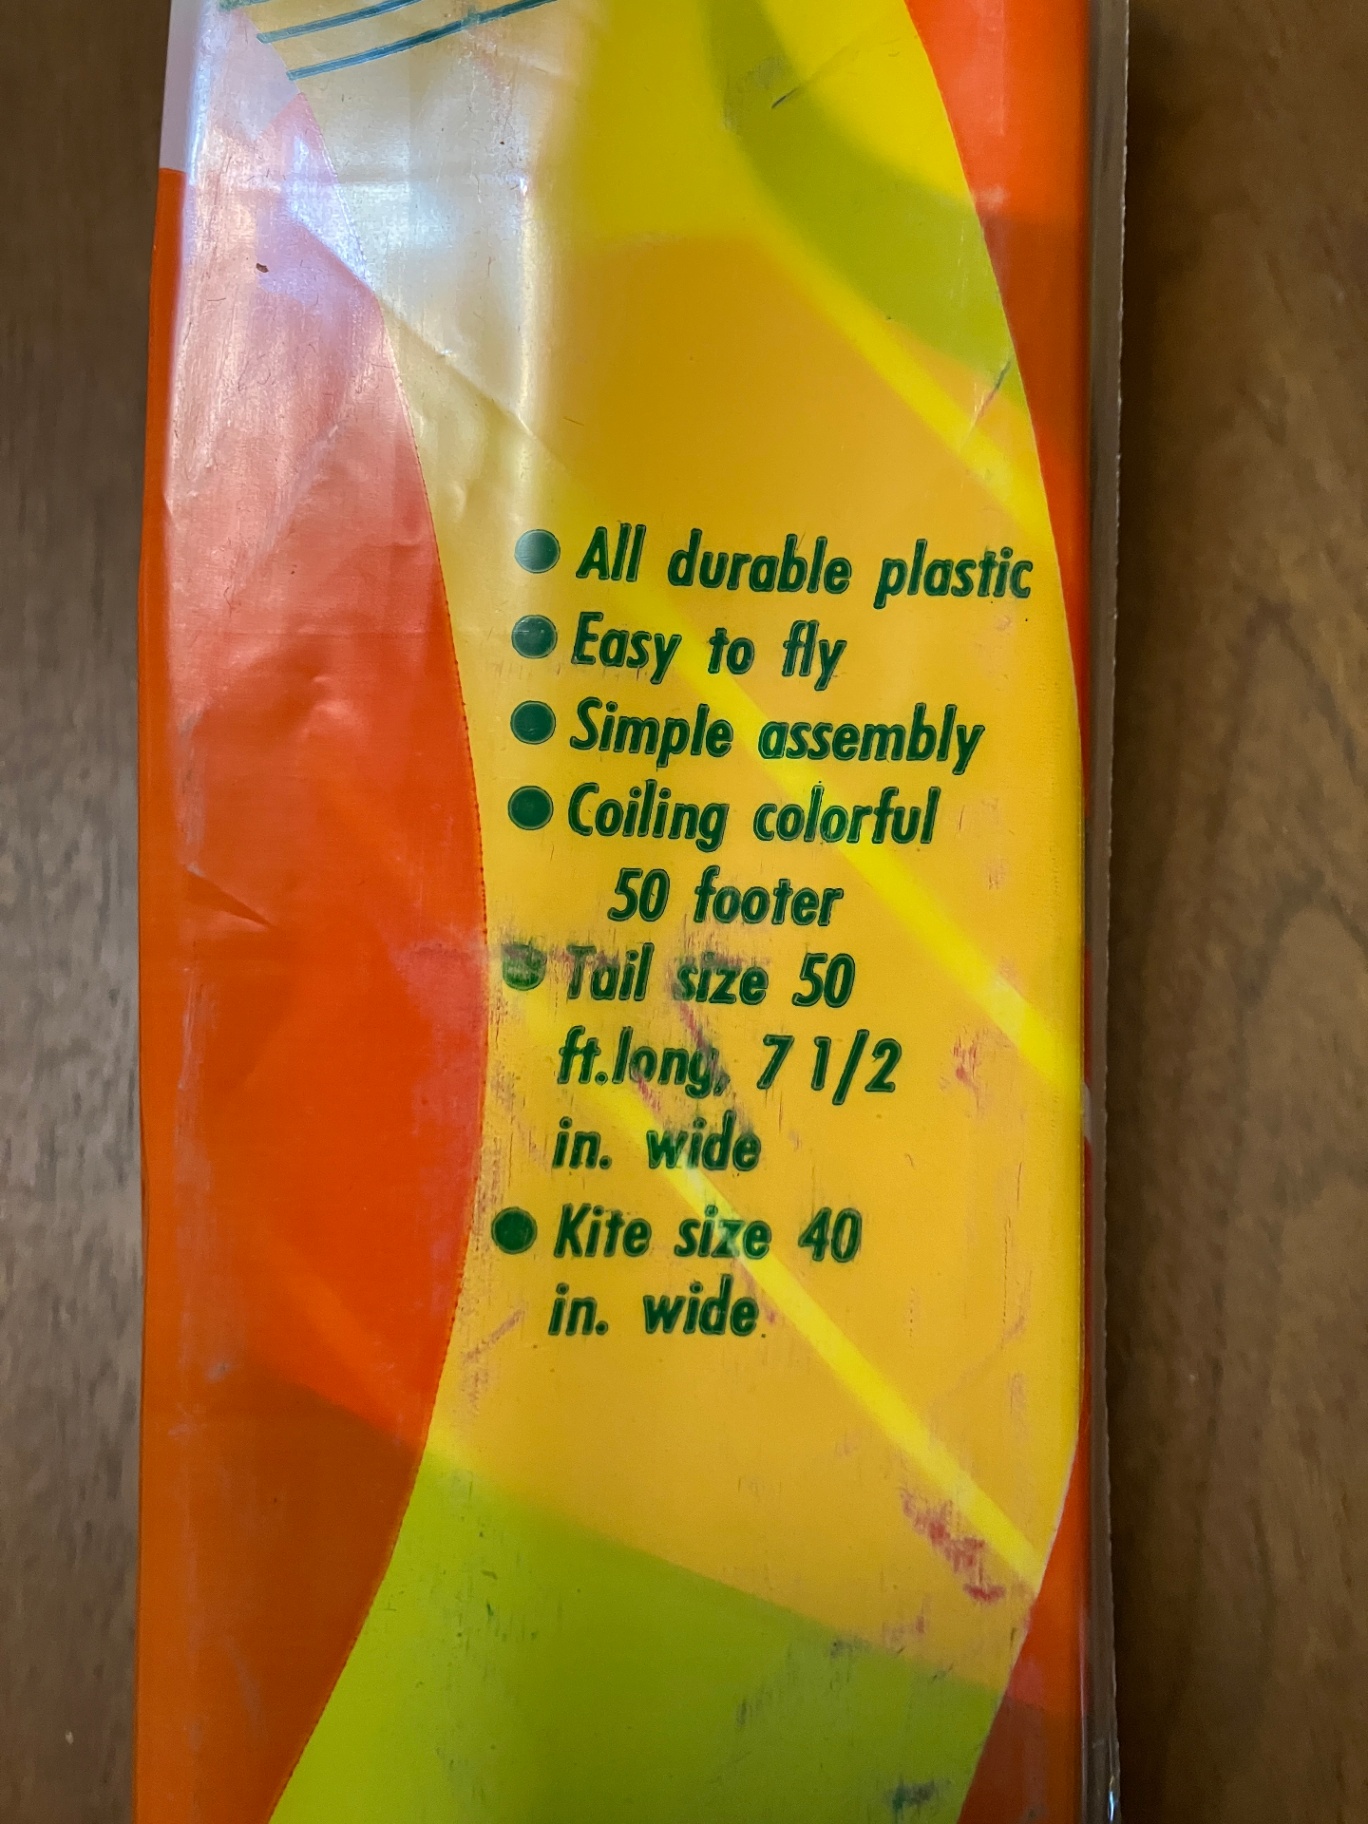 ● All durable plastic
● Easy to fly
● Simple assembly
● Coiling colorful
50 footer
● Tail size 50
ft.long, 7 1/2
in. wide
● Kite size 40
in. wide.